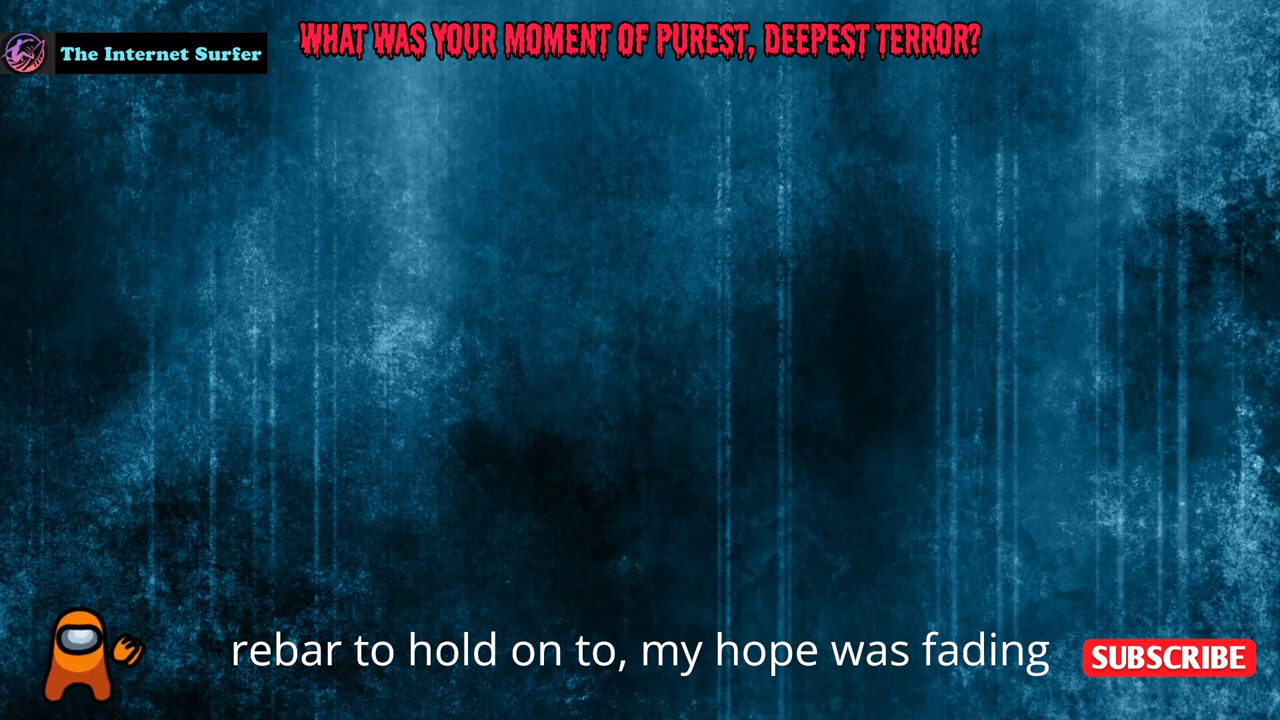 WHAT WAS YOUR MOMENT OF PUREST, DEEPEST TERROR?
The Internet Surfer
rebar to hold on to, my hope was fading
SUBSCRIBE